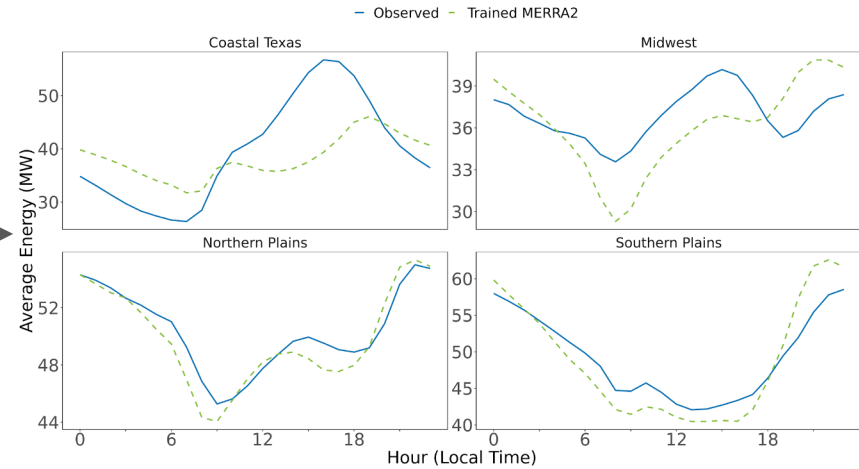 Observed Trained MERRA2
Coastal Texas
Midwest
50
40
30
39
36
33
30
Average Energy (MW)
Northern Plains
Southern Plains
52
48
44
60
55
50
45
40
0 6 12 18
0 6 12 18
Hour (Local Time)